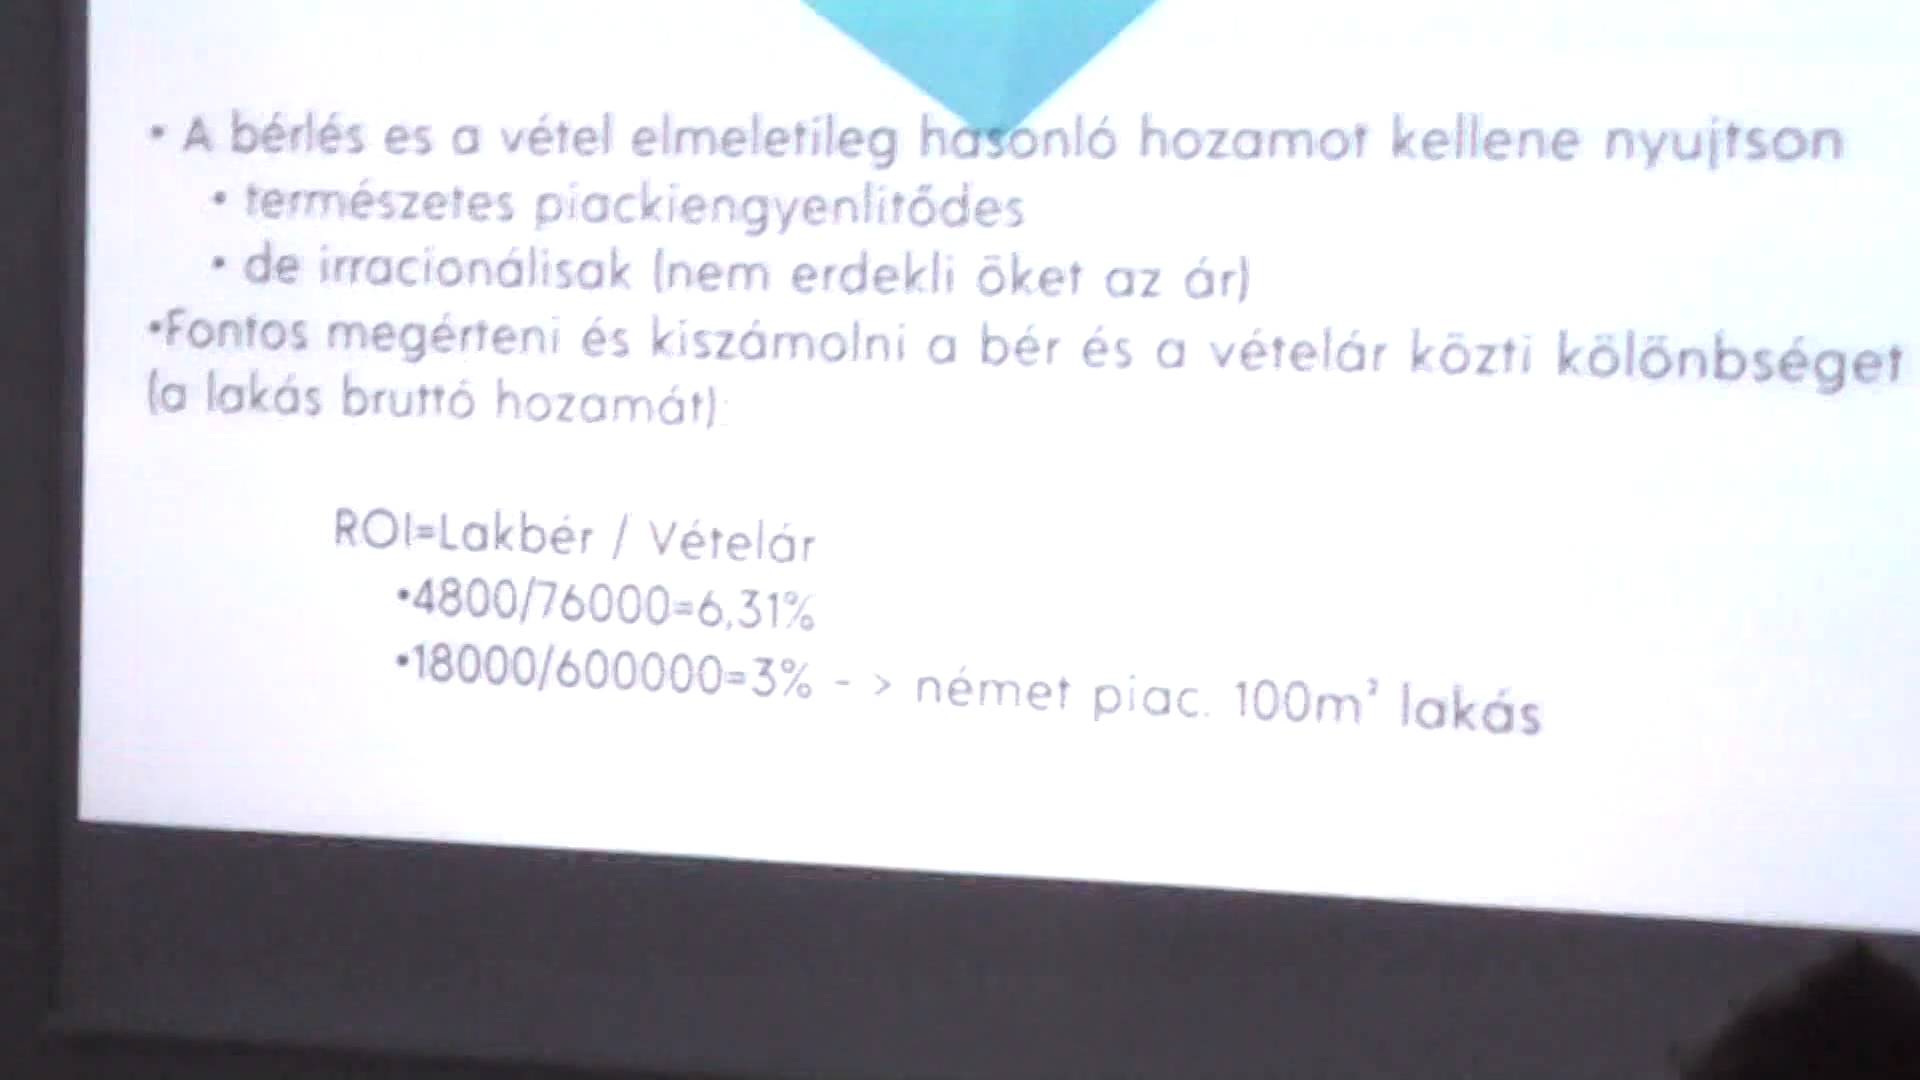 • A bérlés es a vétel elmeletileg hasonló hozamot kellene nyujtson
• természetes piackiengyenlitődes
• de irracionálisak (nem erdekli őket az ár)
•Fontos megérteni és kiszámolni a bér és a vételár közti kölönbséget
(a lakás bruttó hozamát):
ROI=Lakbér / Vételár
•4800/76000=6,31%
•18000/600000=3% - > német piac. 100m² lakás